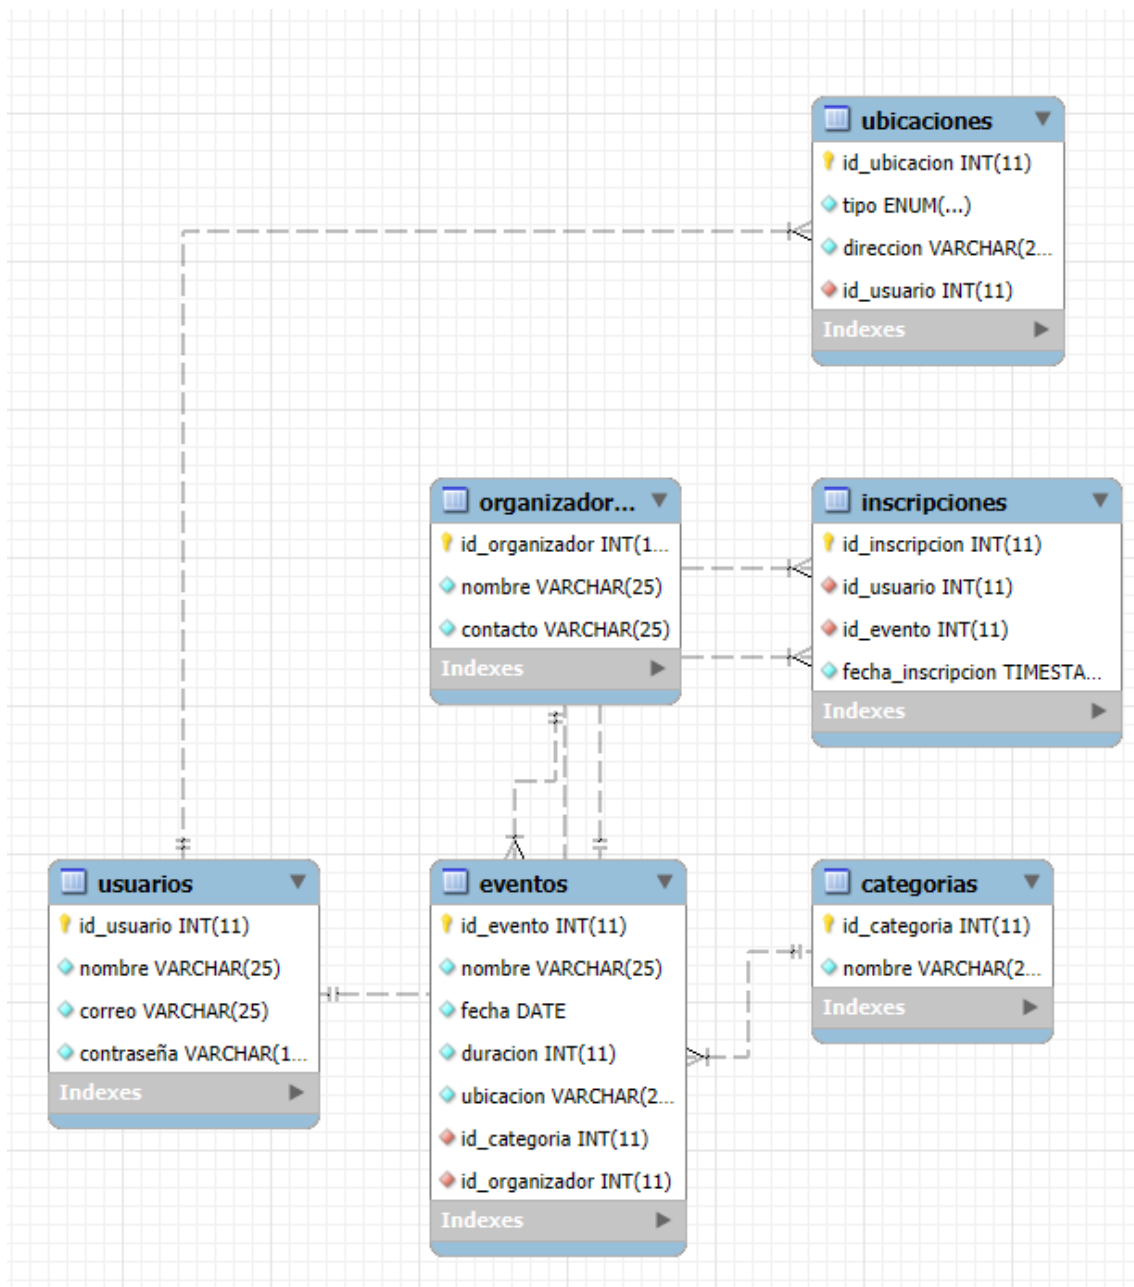 ubicaciones
id_ubicacion INT(11)
tipo ENUM(...)
direccion VARCHAR(2...
id_usuario INT(11)
Indexes
organizador...
id_organizador INT(1...
nombre VARCHAR(25)
contacto VARCHAR(25)
Indexes
inscripciones
id_inscripcion INT(11)
id_usuario INT(11)
id_evento INT(11)
fecha_inscripcion TIMESTA...
Indexes
usuarios
id_usuario INT(11)
nombre VARCHAR(25)
correo VARCHAR(25)
contraseña VARCHAR(1...
Indexes
eventos
id_evento INT(11)
nombre VARCHAR(25)
fecha DATE
duracion INT(11)
ubicacion VARCHAR(2...
id_categoria INT(11)
id_organizador INT(11)
Indexes
categorias
id_categoria INT(11)
nombre VARCHAR(2...
Indexes